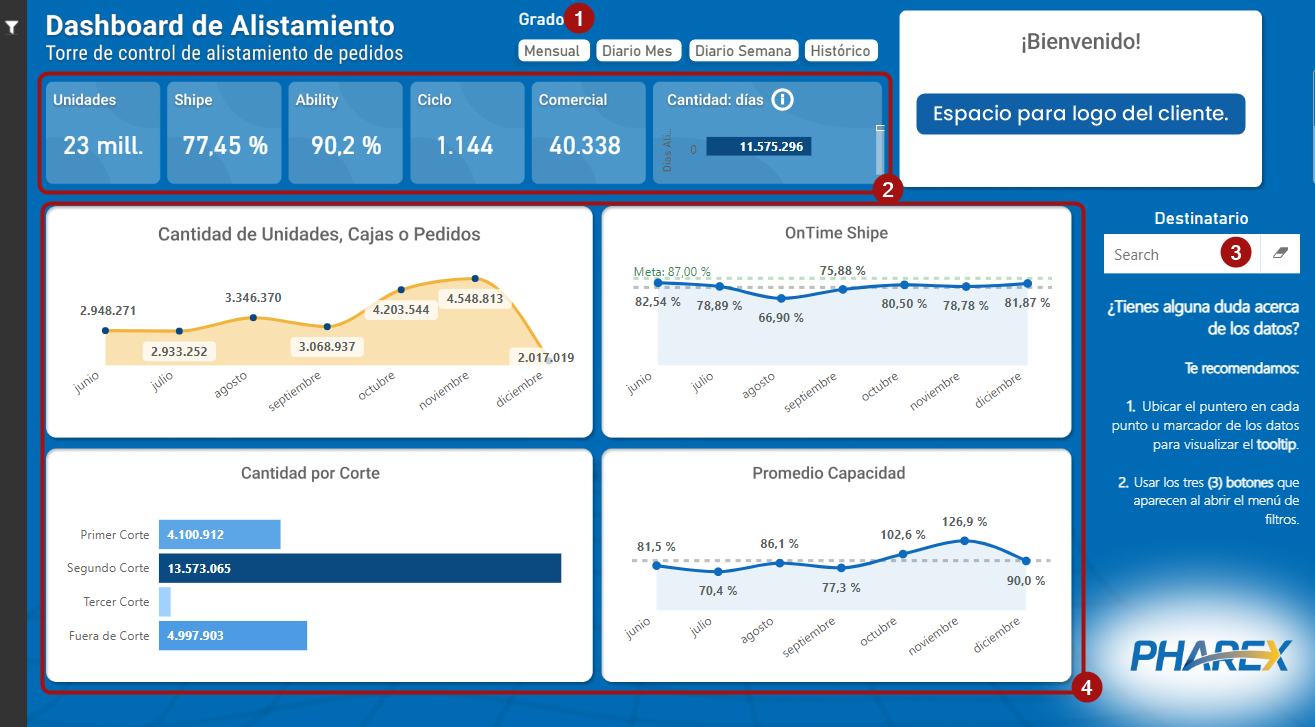 Dashboard de Alistamiento
Torre de control de alistamiento de pedidos
Grado 1
Mensual
Diario Mes
Diario Semana
Histórico
¡Bienvenido!
Espacio para logo del cliente.
Unidades
23 mill.
Shipe
77,45 %
Ability
90,2 %
Ciclo
1.144
Comercial
40.338
Cantidad: días
Días Ali...
0
11.575.296
2
Cantidad de Unidades, Cajas o Pedidos
2.948.271
2.933.252
3.346.370
3.068.937
4.203.544
4.548.813
2.017.019
junio
julio
agosto
septiembre
octubre
noviembre
diciembre
OnTime Shipe
Meta: 87,00 %
82,54 %
78,89 %
66,90 %
75,88 %
80,50 %
78,78 %
81,87 %
junio
julio
agosto
septiembre
octubre
noviembre
diciembre
Destinatario
Search
3
¿Tienes alguna duda acerca
de los datos?
Te recomendamos:
1. Ubicar el puntero en cada
punto u marcador de los datos
para visualizar el tooltip.
2. Usar los tres (3) botones que
aparecen al abrir el menú de
filtros.
Cantidad por Corte
Primer Corte
4.100.912
Segundo Corte
13.573.065
Tercer Corte
Fuera de Corte
4.997.903
Promedio Capacidad
81,5 %
70,4 %
86,1 %
77,3 %
102,6 %
126,9 %
90,0 %
junio
julio
agosto
septiembre
octubre
noviembre
diciembre
4
PHAREX